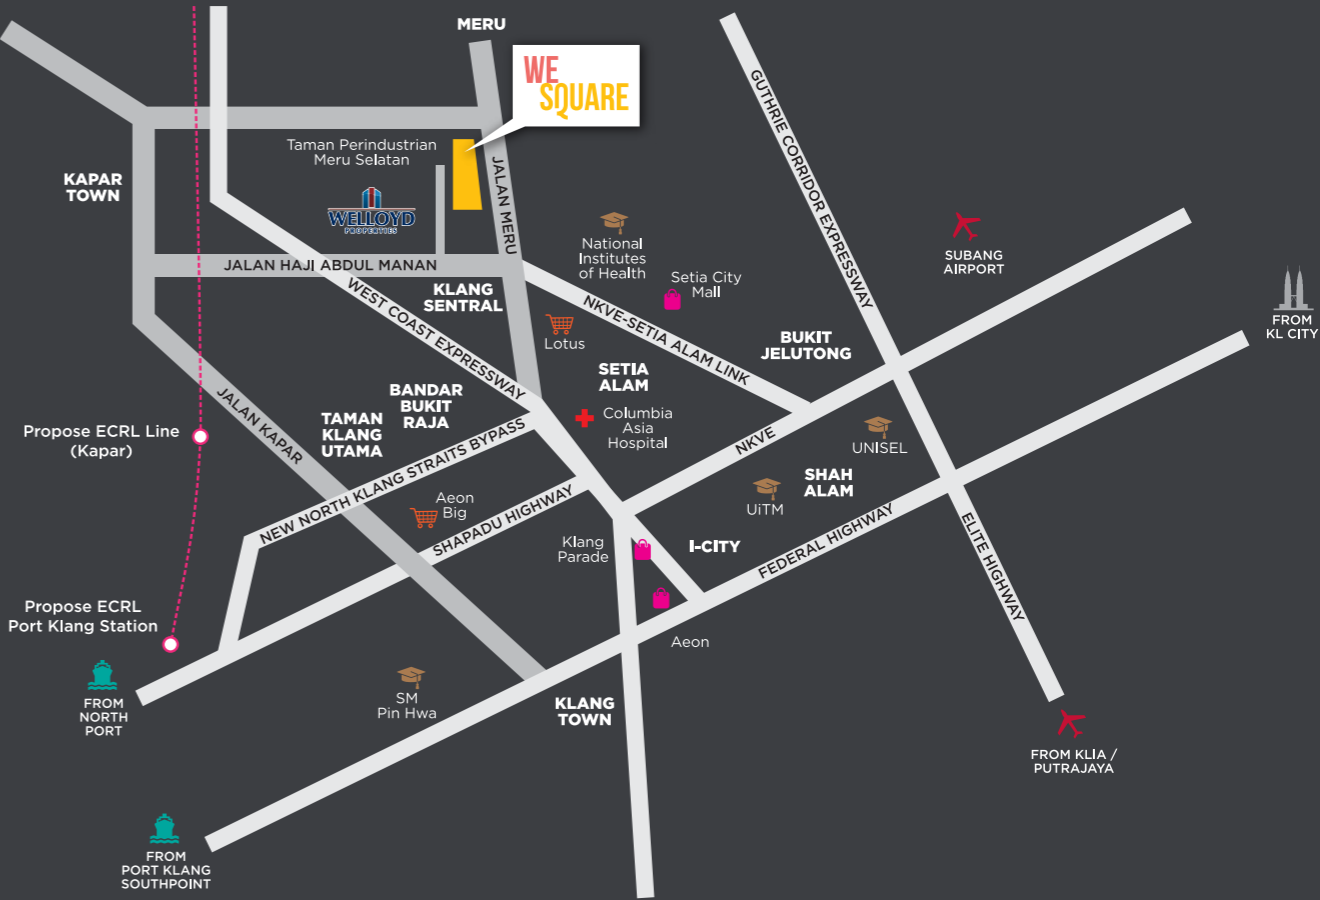 MERU
WE
SQUARE
GUTHRIE CORRIDOR EXPRESSWAY
Taman Perindustrian
Meru Selatan
KAPAR
TOWN
WELLOYD
PROPERTIES
JALAN MERU
National
Institutes
of Health
SUBANG
AIRPORT
JALAN HAJI ABDUL MANAN
Setia City
Mall
KLANG
SENTRAL
WEST COAST EXPRESSWAY
NKVE-SETIA ALAM LINK
FROM
KL CITY
Lotus
BUKIT
JELUTONG
SETIA
ALAM
BANDAR
BUKIT
RAJA
JALAN KAPAR
TAMAN
KLANG
UTAMA
Columbia
Asia
Hospital
Propose ECRL Line
(Kapar)
NKVE
UNISEL
NEW NORTH KLANG STRAITS BYPASS
SHAH
ALAM
Aeon
Big
UiTM
SHAPADU HIGHWAY
FEDERAL HIGHWAY
ELITE HIGHWAY
Klang
Parade
I-CITY
Propose ECRL
Port Klang Station
Aeon
FROM
NORTH
PORT
SM
Pin Hwa
KLANG
TOWN
FROM KLIA /
PUTRAJAYA
FROM
PORT KLANG
SOUTHPOINT